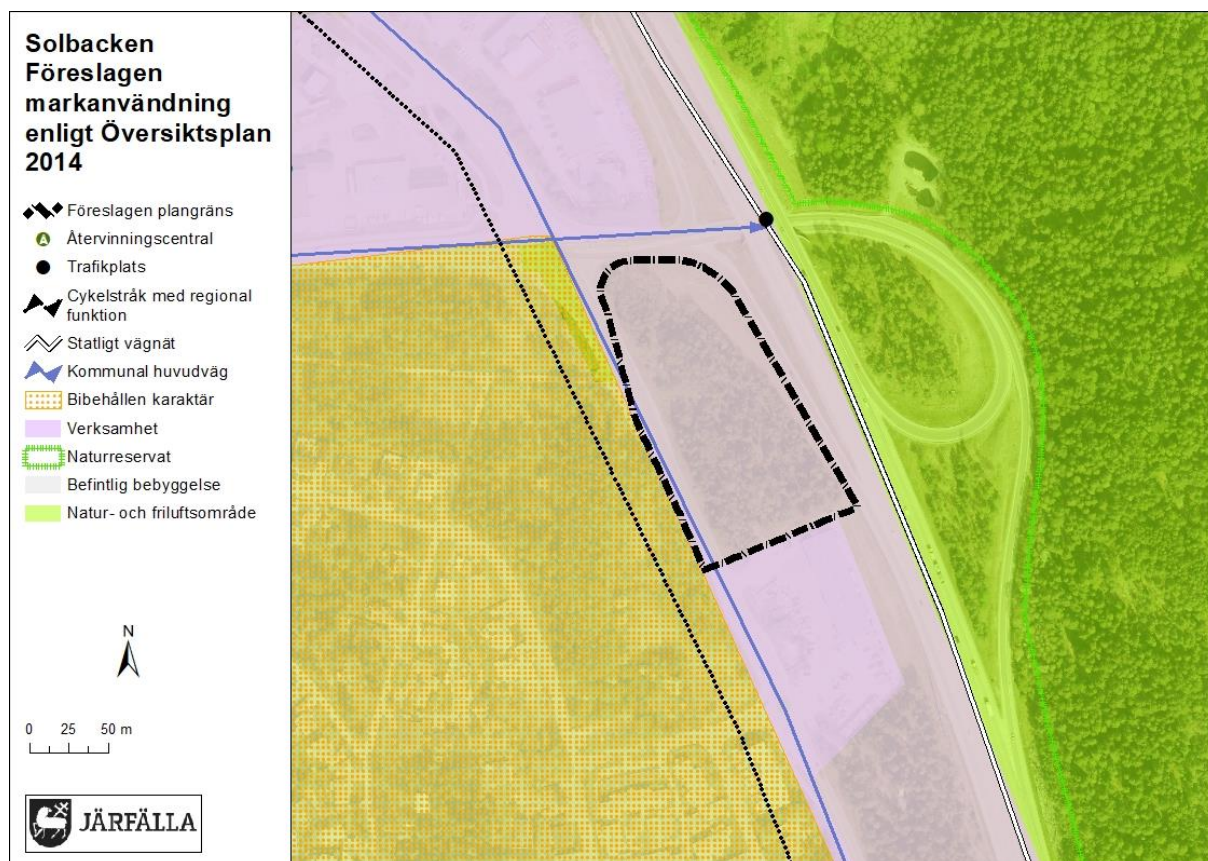 Solbacken
Föreslagen
markanvändning
enligt Översiktsplan
2014
Föreslagen plangräns
A Återvinningscentral
Trafikplats
Cykelstråk med regional
funktion
Statligt vägnät
Kommunal huvudväg
Bibehållen karaktär
Verksamhet
Naturreservat
Befintlig bebyggelse
Natur- och friluftsområde
N
0 25 50 m
JÄRFÄLLA